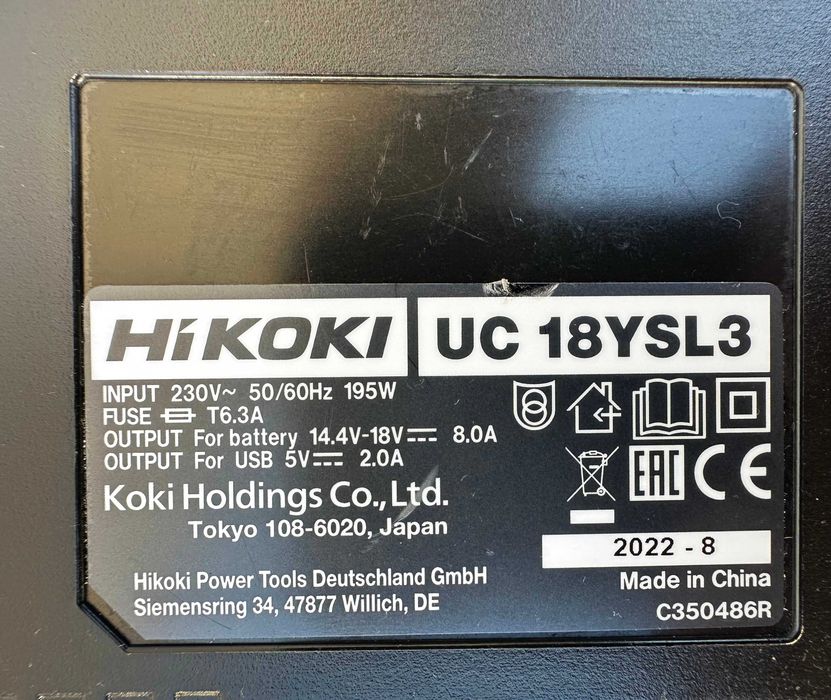 HiKOKI
UC 18YSL3
INPUT 230V~ 50/60Hz 195W
FUSE T6.3A
OUTPUT For battery 14.4V-18V⎓ 8.0A
OUTPUT For USB 5V⎓ 2.0A
Koki Holdings Co.,Ltd.
Tokyo 108-6020, Japan
Hikoki Power Tools Deutschland GmbH
Siemensring 34, 47877 Willich, DE
EAC CE
2022 - 8
Made in China
C350486R